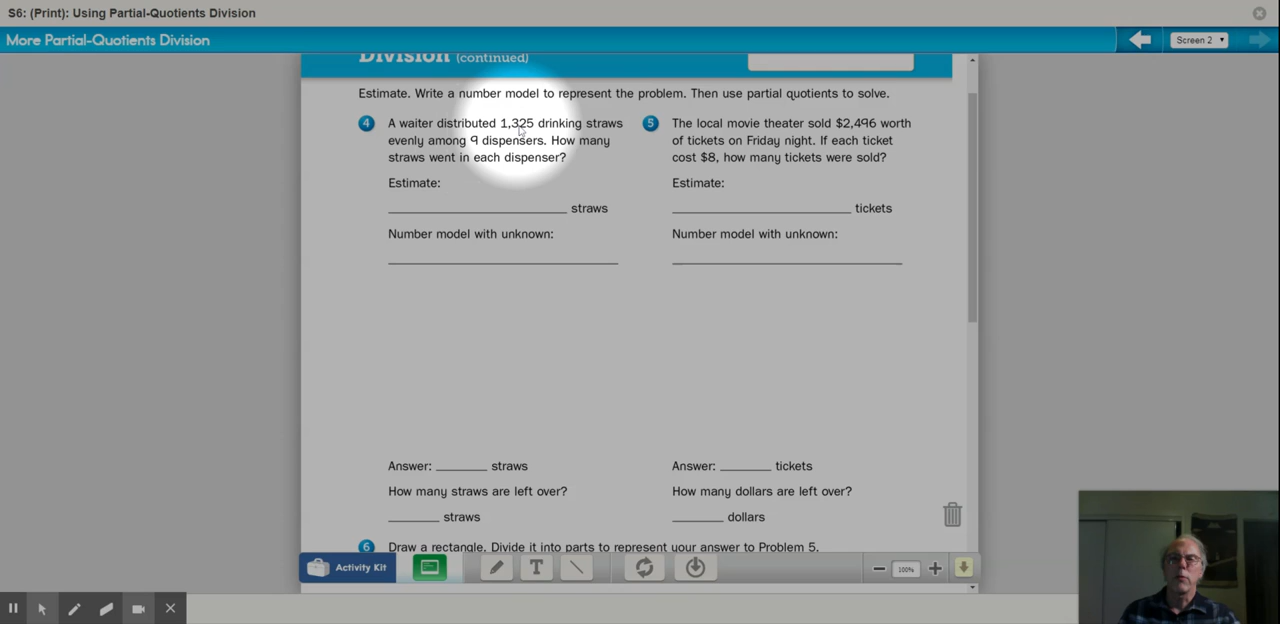 S6: (Print): Using Partial-Quotients Division
More Partial-Quotients Division
Screen 2
Division (continued)
Estimate. Write a number model to represent the problem. Then use partial quotients to solve.
4 A waiter distributed 1,325 drinking straws
evenly among 9 dispensers. How many
straws went in each dispenser?
Estimate:
straws
Number model with unknown:
Answer: straws
How many straws are left over?
straws
5 The local movie theater sold $2,496 worth
of tickets on Friday night. If each ticket
cost $8, how many tickets were sold?
Estimate:
tickets
Number model with unknown:
Answer: tickets
How many dollars are left over?
dollars
6 Draw a rectangle. Divide it into parts to represent your answer to Problem 5.
Activity Kit
T
100%